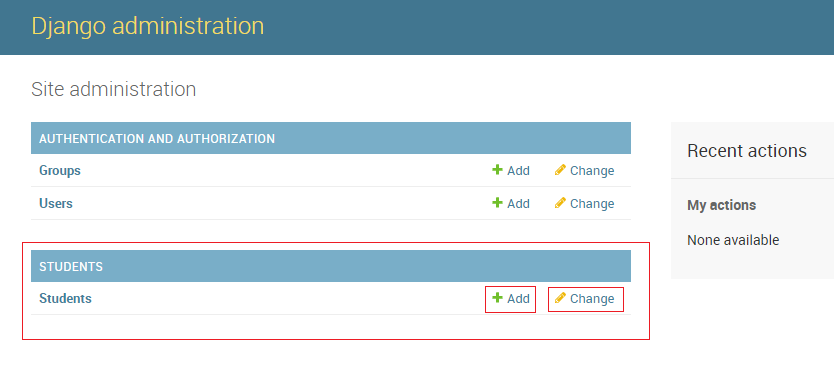 Django administration
Site administration
AUTHENTICATION AND AUTHORIZATION
Groups Add Change
Users Add Change
STUDENTS
Students Add Change
Recent actions
My actions
None available